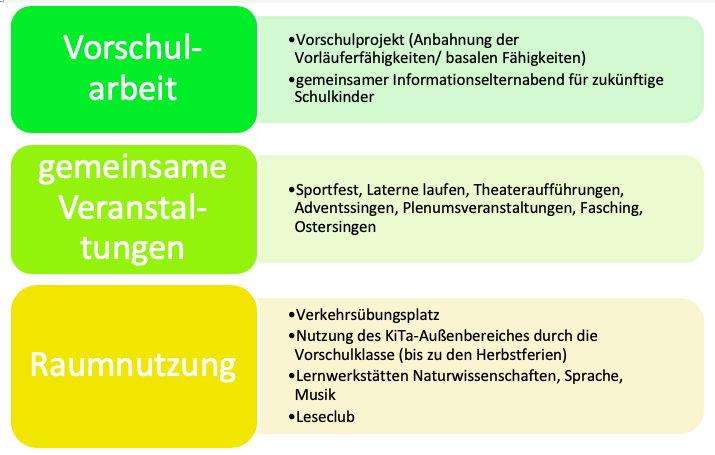 Vorschul-
arbeit
•Vorschulprojekt (Anbahnung der
Vorläuferfähigkeiten/ basalen Fähigkeiten)
•gemeinsamer Informationselternabend für zukünftige
Schulkinder
gemeinsame
Veranstal-
tungen
•Sportfest, Laterne laufen, Theateraufführungen,
Adventssingen, Plenumsveranstaltungen, Fasching,
Ostersingen
Raumnutzung
•Verkehrsübungsplatz
•Nutzung des KiTa-Außenbereiches durch die
Vorschulklasse (bis zu den Herbstferien)
•Lernwerkstätten Naturwissenschaften, Sprache,
Musik
•Leseclub